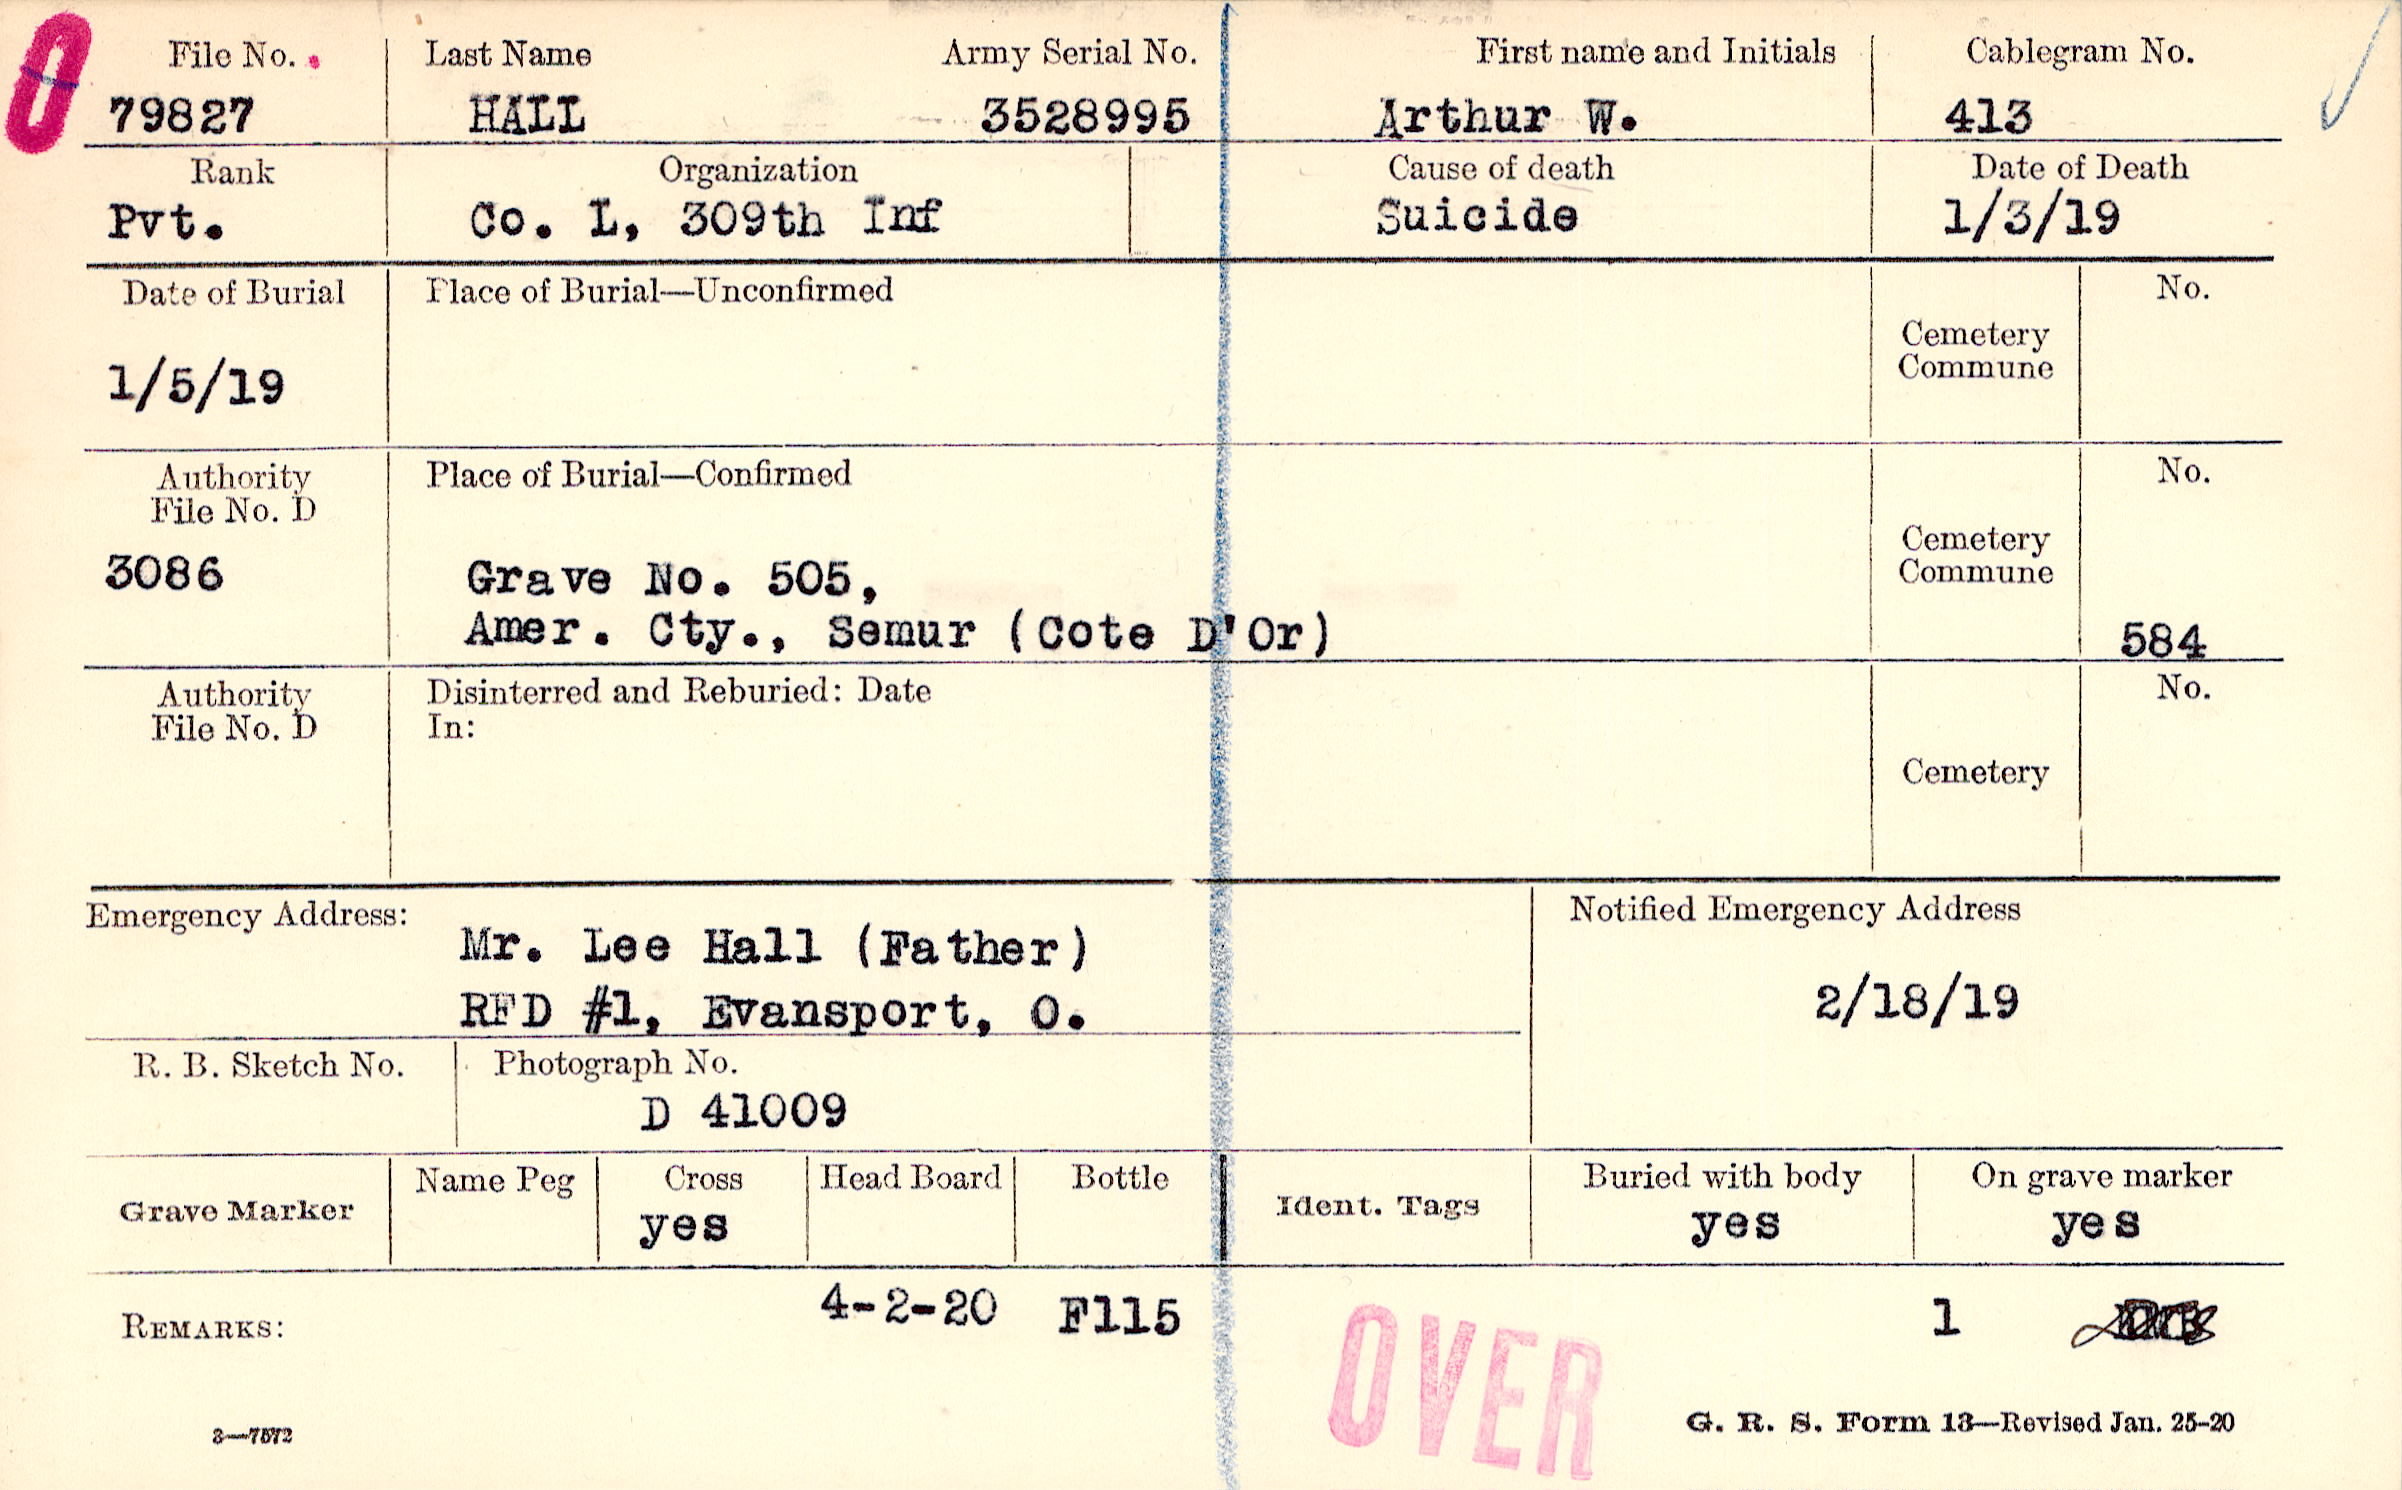 0
File No. Last Name Army Serial No. First name and Initials Cablegram No.
79827 HALL 3528995 Arthur W. 413
Rank Organization Cause of death Date of Death
Pvt. Co. L, 309th Inf Suicide 1/3/19
Date of Burial Place of Burial—Unconfirmed No.
Cemetery
Commune
1/5/19
Authority Place of Burial—Confirmed No.
File No. D
Cemetery
Commune
3086 Grave No. 505,
Amer. Cty., Semur (Cote D'Or) 584
Authority Disinterred and Reburied: Date No.
File No. D In:
Cemetery
Emergency Address: Notified Emergency Address
Mr. Lee Hall (Father)
RFD #1, Evansport, O. 2/18/19
R. B. Sketch No. Photograph No.
D 41009
Grave Marker Name Peg Cross Head Board Bottle Ident. Tags Buried with body On grave marker
yes yes yes
REMARKS: 4-2-20 F115 1
OVER
3—7572 G. R. S. Form 13—Revised Jan. 25-20